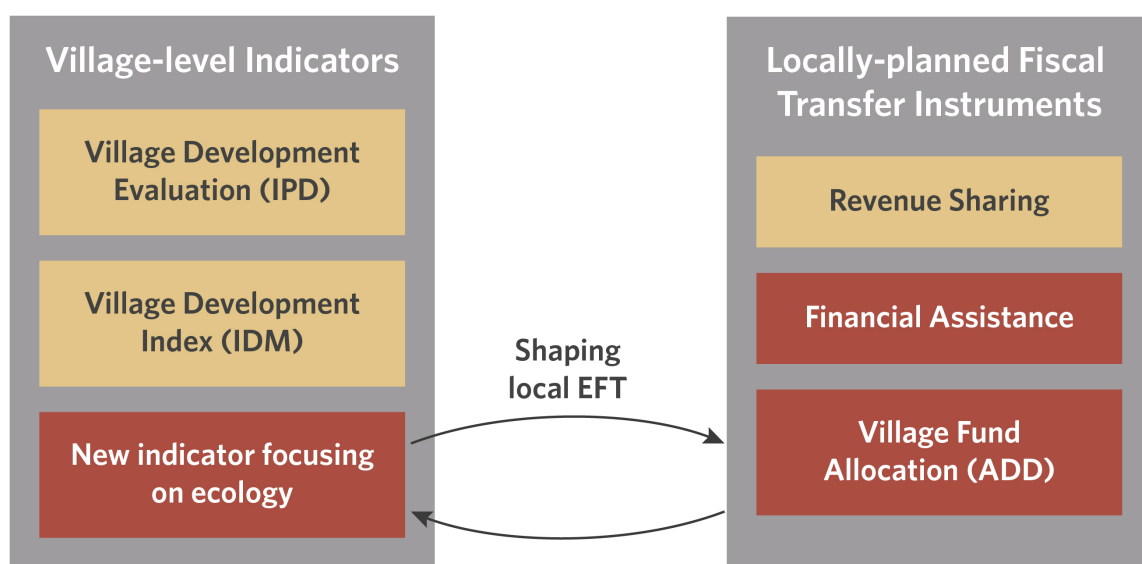 Village-level Indicators
Village Development
Evaluation (IPD)
Village Development
Index (IDM)
New indicator focusing
on ecology
Shaping
local EFT
Locally-planned Fiscal
Transfer Instruments
Revenue Sharing
Financial Assistance
Village Fund
Allocation (ADD)